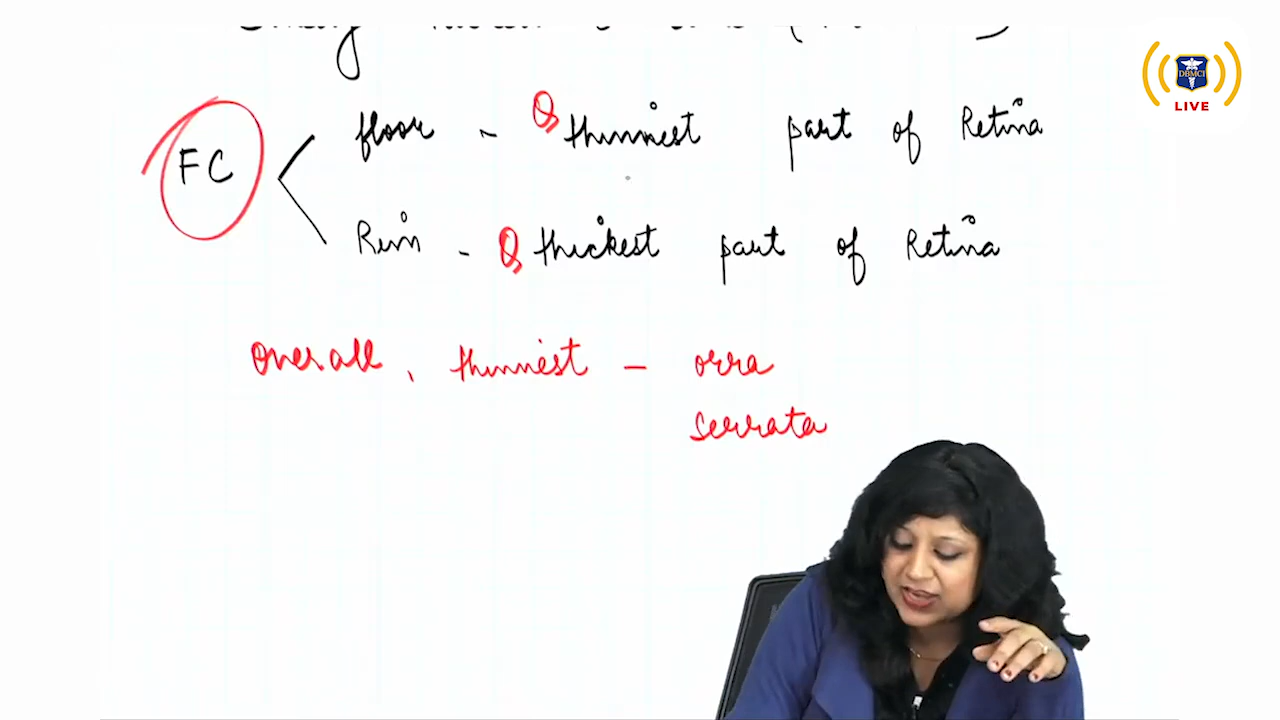 FC
floor - Q thinnest part of Retina
Rim - Q thickest part of Retina
Overall, thinnest - orra
serrata
DBMCI
LIVE